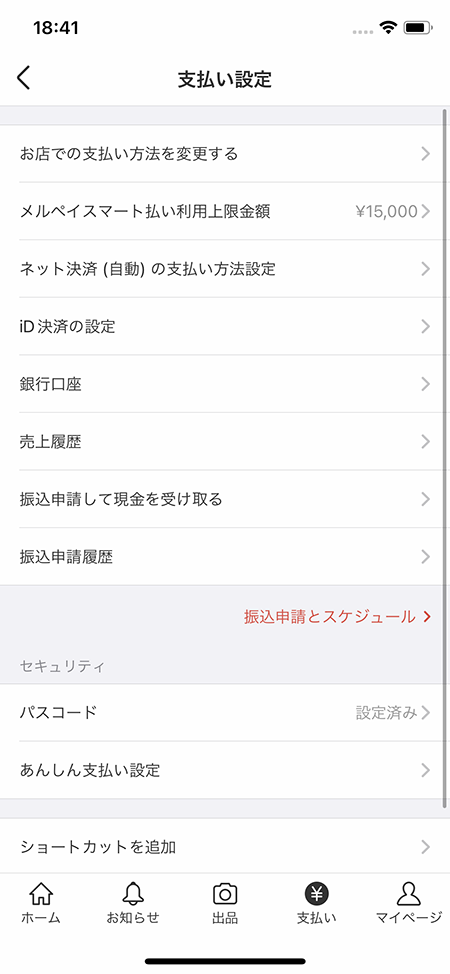 18:41
支払い設定
お店での支払い方法を変更する
メルペイスマート払い利用上限金額 ¥15,000
ネット決済 (自動) の支払い方法設定
iD決済の設定
銀行口座
売上履歴
振込申請して現金を受け取る
振込申請履歴
振込申請とスケジュール
セキュリティ
パスコード 設定済み
あんしん支払い設定
ショートカットを追加
ホーム お知らせ 出品 支払い マイページ